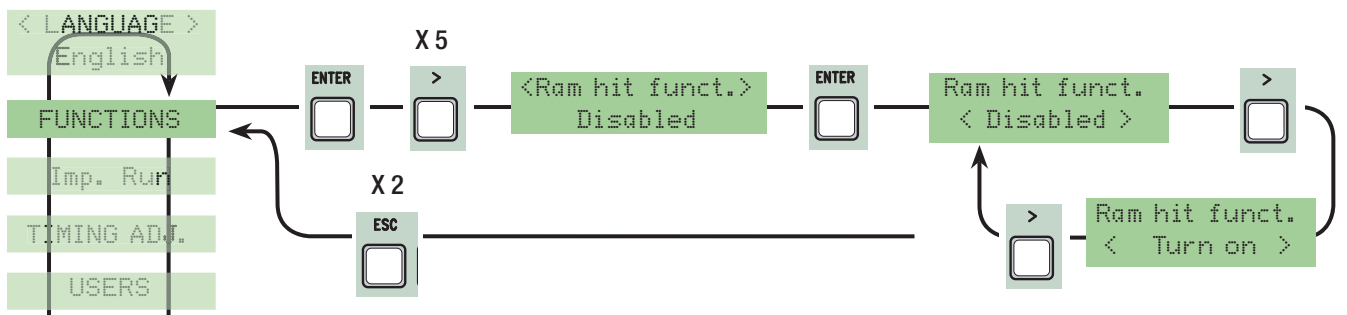 < LANGUAGE >
English
FUNCTIONS
Imp. Run
TIMING ADJ.
USERS
ENTER
X 5
>
<Ram hit funct.>
Disabled
ENTER
Ram hit funct.
< Disabled >
>
Ram hit funct.
< Turn on >
>
X 2
ESC